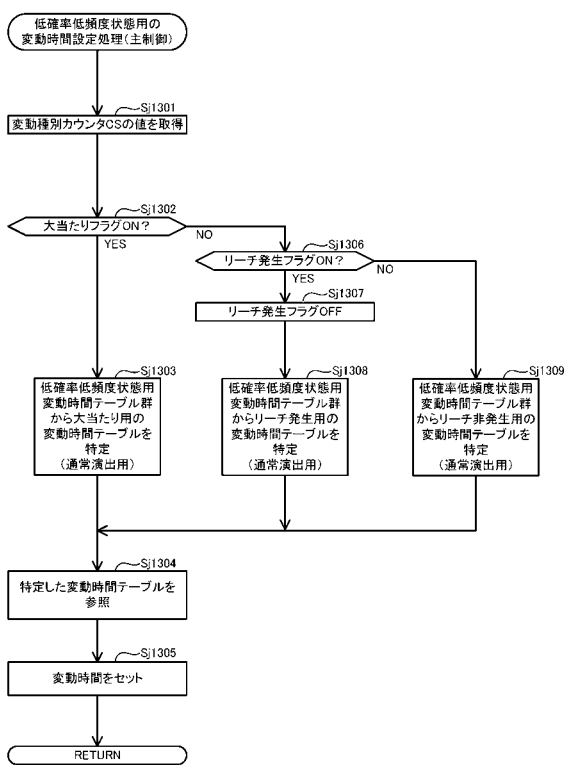 低確率低頻度状態用の
変動時間設定処理(主制御)
Sj1301
変動種別カウンタCSの値を取得
Sj1302
大当たりフラグON?
NO
YES
Sj1306
リーチ発生フラグON?
NO
YES
Sj1307
リーチ発生フラグOFF
Sj1303
低確率低頻度状態用
変動時間テーブル群
から大当たり用の
変動時間テーブルを
特定
(通常演出用)
Sj1308
低確率低頻度状態用
変動時間テーブル群
からリーチ発生用の
変動時間テーブルを
特定
(通常演出用)
Sj1309
低確率低頻度状態用
変動時間テーブル群
からリーチ非発生用の
変動時間テーブルを
特定
(通常演出用)
Sj1304
特定した変動時間テーブルを
参照
Sj1305
変動時間をセット
RETURN